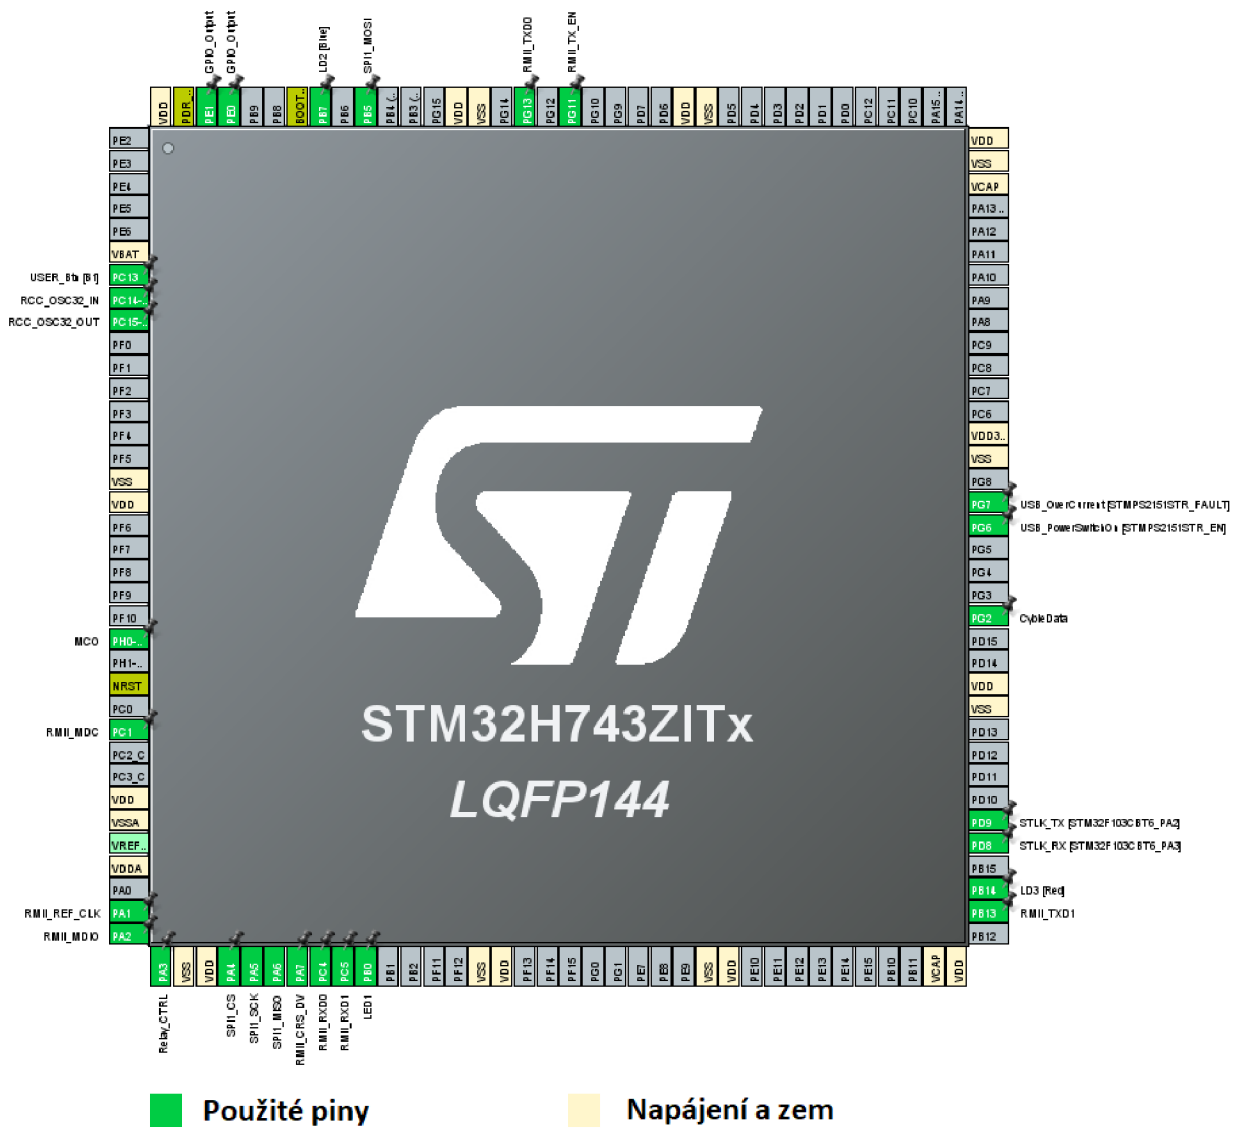 GPIO_Output
GPIO_Output
LD2 [Blue]
SPI1_MOSI
RMII_TXD0
RMII_TX_EN
VDD
PDR_..
PE1
PE0
PB9
PB8
BOOT..
PB7
PB6
PB5
PB4 (..
PB3 (..
PG15
VDD
VSS
PG14
PG13
PG12
PG11
PG10
PG9
PD7
PD6
VDD
VSS
PD5
PD4
PD3
PD2
PD1
PD0
PC12
PC11
PC10
PA15 ..
PA14 ..
PE2
PE3
PE4
PE5
PE6
VBAT
USER_Btn [B1] PC13
RCC_OSC32_IN PC14-..
RCC_OSC32_OUT PC15-..
PF0
PF1
PF2
PF3
PF4
PF5
VSS
VDD
PF6
PF7
PF8
PF9
PF10
MCO PH0-..
PH1-..
NRST
PC0
RMII_MDC PC1
PC2_C
PC3_C
VDD
VSSA
VREF..
VDDA
PA0
RMII_REF_CLK PA1
RMII_MDIO PA2
STM32H743ZITx
LQFP144
VDD
VSS
VCAP
PA13 ..
PA12
PA11
PA10
PA9
PA8
PC9
PC8
PC7
PC6
VDD3..
VSS
PG8
PG7 USB_OverCurrent [STMPS2151STR_FAULT]
PG6 USB_PowerSwitchOn [STMPS2151STR_EN]
PG5
PG4
PG3
PG2 CybleData
PD15
PD14
VDD
VSS
PD13
PD12
PD11
PD10
PD9 STLK_TX [STM32F103CBT6_PA2]
PD8 STLK_RX [STM32F103CBT6_PA3]
PB15
PB14 LD3 [Red]
PB13 RMII_TXD1
PB12
PA3
VSS
VDD
PA4
PA5
PA6
PA7
PC4
PC5
PB0
PB1
PB2
PF11
PF12
VSS
VDD
PF13
PF14
PF15
PG0
PG1
PE7
PE8
PE9
VSS
VDD
PE10
PE11
PE12
PE13
PE14
PE15
PB10
PB11
VCAP
VDD
Relay_CTRL
SPI1_CS
SPI1_SCK
SPI1_MISO
RMII_CRS_DV
RMII_RXD0
RMII_RXD1
LED1
Použité piny
Napájení a zem